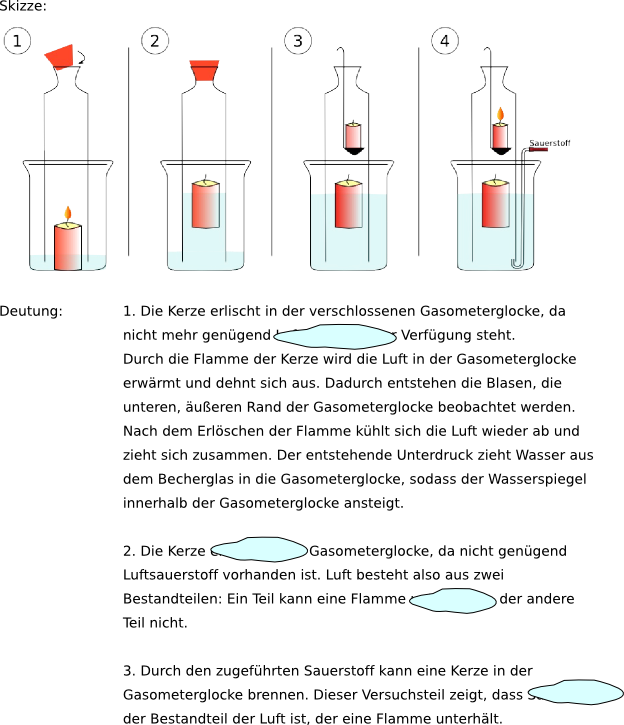 Skizze:
1 2 3 4
Sauerstoff
Deutung: 1. Die Kerze erlischt in der verschlossenen Gasometerglocke, da
nicht mehr genügend Verfügung steht.
Durch die Flamme der Kerze wird die Luft in der Gasometerglocke
erwärmt und dehnt sich aus. Dadurch entstehen die Blasen, die
unteren, äußeren Rand der Gasometerglocke beobachtet werden.
Nach dem Erlöschen der Flamme kühlt sich die Luft wieder ab und
zieht sich zusammen. Der entstehende Unterdruck zieht Wasser aus
dem Becherglas in die Gasometerglocke, sodass der Wasserspiegel
innerhalb der Gasometerglocke ansteigt.
2. Die Kerze Gasometerglocke, da nicht genügend
Luftsauerstoff vorhanden ist. Luft besteht also aus zwei
Bestandteilen: Ein Teil kann eine Flamme der andere
Teil nicht.
3. Durch den zugeführten Sauerstoff kann eine Kerze in der
Gasometerglocke brennen. Dieser Versuchsteil zeigt, dass
der Bestandteil der Luft ist, der eine Flamme unterhält.